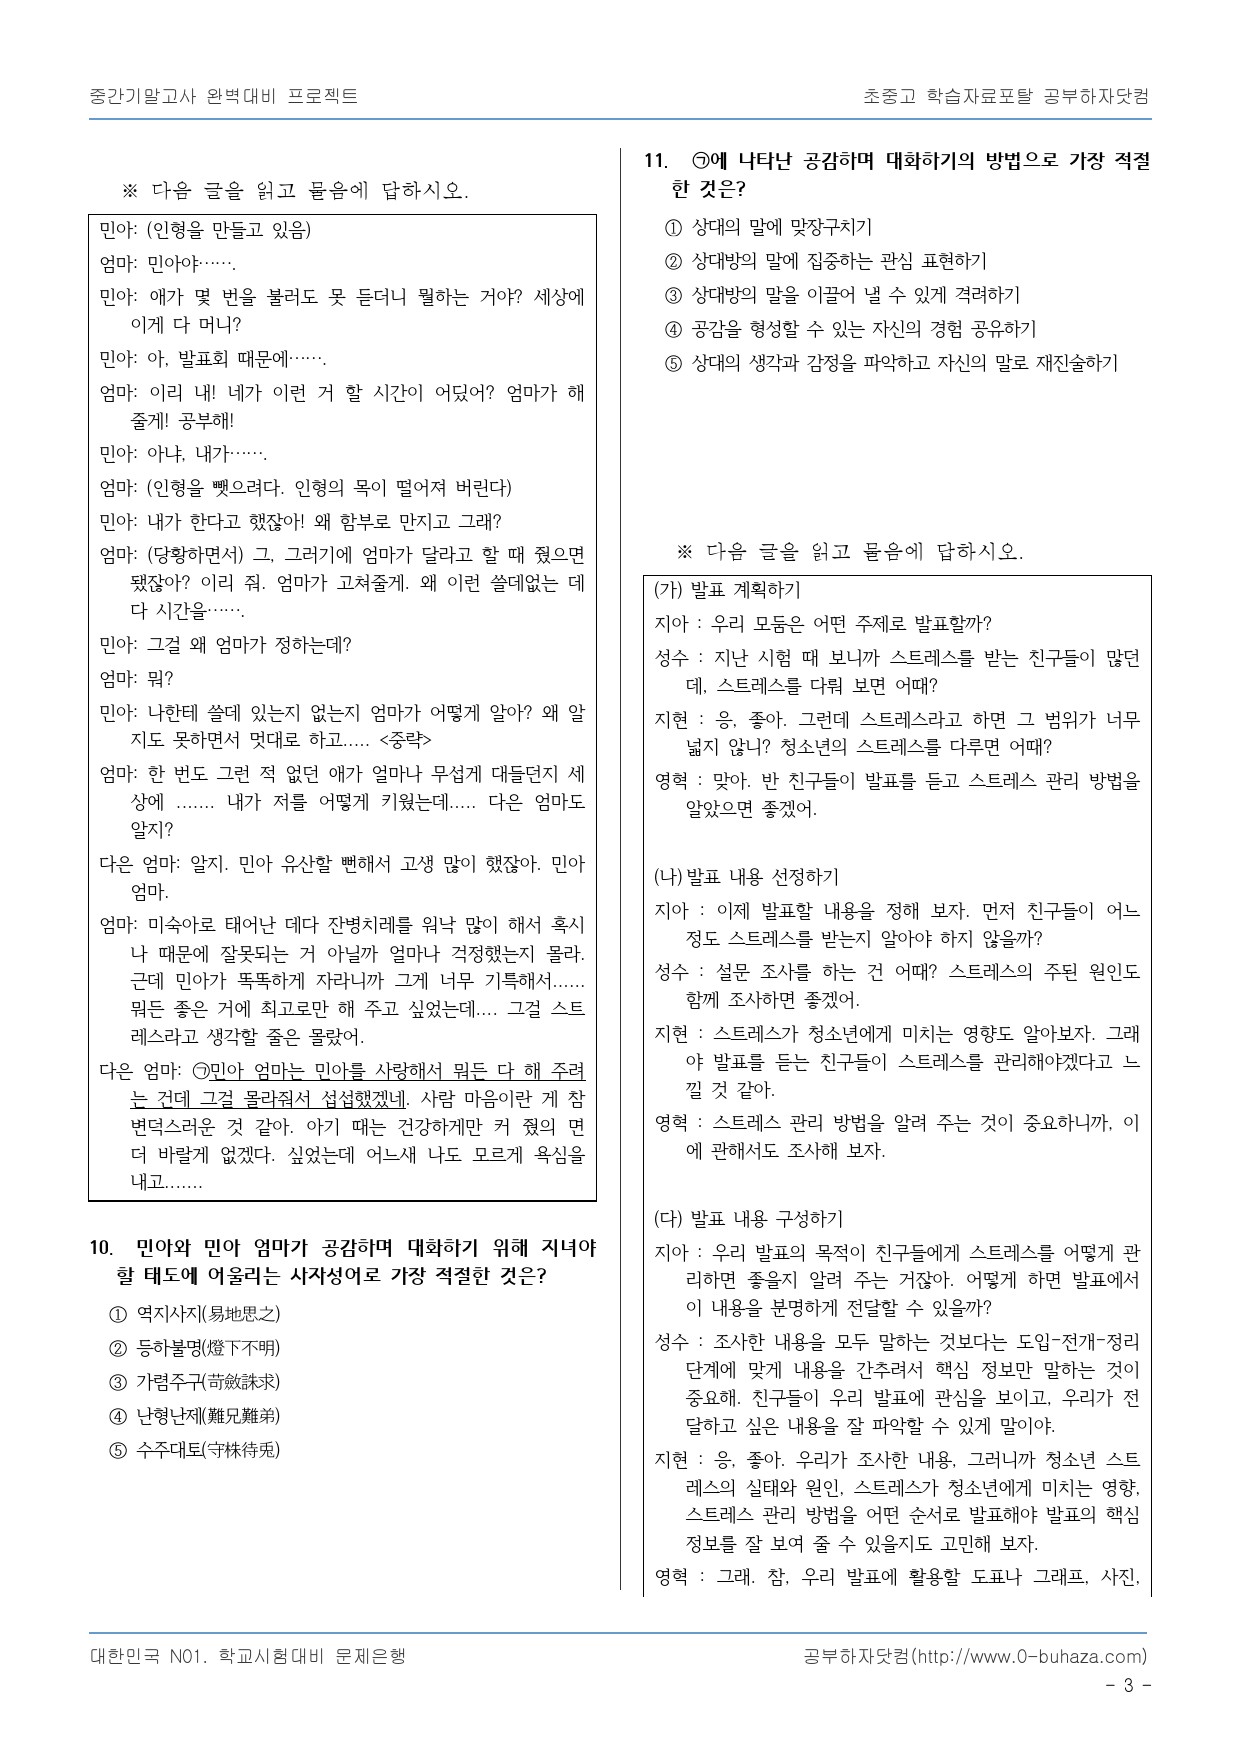 중간기말고사 완벽대비 프로젝트
초중고 학습자료포탈 공부하자닷컴
※ 다음 글을 읽고 물음에 답하시오.
민아: (인형을 만들고 있음)
엄마: 민아야…….
민아: 애가 몇 번을 불러도 못 듣더니 뭘하는 거야? 세상에
이게 다 머니?
민아: 아, 발표회 때문에…….
엄마: 이리 내! 네가 이런 거 할 시간이 어딨어? 엄마가 해
줄게! 공부해!
민아: 아냐, 내가…….
엄마: (인형을 뺏으려다. 인형의 목이 떨어져 버린다)
민아: 내가 한다고 했잖아! 왜 함부로 만지고 그래?
엄마: (당황하면서) 그, 그러기에 엄마가 달라고 할 때 줬으면
됐잖아? 이리 줘. 엄마가 고쳐줄게. 왜 이런 쓸데없는 데
다 시간을…….
민아: 그걸 왜 엄마가 정하는데?
엄마: 뭐?
민아: 나한테 쓸데 있는지 없는지 엄마가 어떻게 알아? 왜 알
지도 못하면서 멋대로 하고..... <중략>
엄마: 한 번도 그런 적 없던 애가 얼마나 무섭게 대들던지 세
상에 ....... 내가 저를 어떻게 키웠는데..... 다은 엄마도
알지?
다은 엄마: 알지. 민아 유산할 뻔해서 고생 많이 했잖아. 민아
엄마.
엄마: 미숙아로 태어난 데다 잔병치레를 워낙 많이 해서 혹시
나 때문에 잘못되는 거 아닐까 얼마나 걱정했는지 몰라.
근데 민아가 똑똑하게 자라니까 그게 너무 기특해서......
뭐든 좋은 거에 최고로만 해 주고 싶었는데.... 그걸 스트
레스라고 생각할 줄은 몰랐어.
다은 엄마: ㉠민아 엄마는 민아를 사랑해서 뭐든 다 해 주려
는 건데 그걸 몰라줘서 섭섭했겠네. 사람 마음이란 게 참
변덕스러운 것 같아. 아기 때는 건강하게만 커 줬의 면
더 바랄게 없겠다. 싶었는데 어느새 나도 모르게 욕심을
내고.......
10. 민아와 민아 엄마가 공감하며 대화하기 위해 지녀야
할 태도에 어울리는 사자성어로 가장 적절한 것은?
① 역지사지(易地思之)
② 등하불명(燈下不明)
③ 가렴주구(苛斂誅求)
④ 난형난제(難兄難弟)
⑤ 수주대토(守株待兎)
11. ㉠에 나타난 공감하며 대화하기의 방법으로 가장 적절
한 것은?
① 상대의 말에 맞장구치기
② 상대방의 말에 집중하는 관심 표현하기
③ 상대방의 말을 이끌어 낼 수 있게 격려하기
④ 공감을 형성할 수 있는 자신의 경험 공유하기
⑤ 상대의 생각과 감정을 파악하고 자신의 말로 재진술하기
※ 다음 글을 읽고 물음에 답하시오.
(가) 발표 계획하기
지아 : 우리 모둠은 어떤 주제로 발표할까?
성수 : 지난 시험 때 보니까 스트레스를 받는 친구들이 많던
데, 스트레스를 다뤄 보면 어때?
지현 : 응, 좋아. 그런데 스트레스라고 하면 그 범위가 너무
넓지 않니? 청소년의 스트레스를 다루면 어때?
영혁 : 맞아. 반 친구들이 발표를 듣고 스트레스 관리 방법을
알았으면 좋겠어.
(나) 발표 내용 선정하기
지아 : 이제 발표할 내용을 정해 보자. 먼저 친구들이 어느
정도 스트레스를 받는지 알아야 하지 않을까?
성수 : 설문 조사를 하는 건 어때? 스트레스의 주된 원인도
함께 조사하면 좋겠어.
지현 : 스트레스가 청소년에게 미치는 영향도 알아보자. 그래
야 발표를 듣는 친구들이 스트레스를 관리해야겠다고 느
낄 것 같아.
영혁 : 스트레스 관리 방법을 알려 주는 것이 중요하니까, 이
에 관해서도 조사해 보자.
(다) 발표 내용 구성하기
지아 : 우리 발표의 목적이 친구들에게 스트레스를 어떻게 관
리하면 좋을지 알려 주는 거잖아. 어떻게 하면 발표에서
이 내용을 분명하게 전달할 수 있을까?
성수 : 조사한 내용을 모두 말하는 것보다는 도입-전개-정리
단계에 맞게 내용을 간추려서 핵심 정보만 말하는 것이
중요해. 친구들이 우리 발표에 관심을 보이고, 우리가 전
달하고 싶은 내용을 잘 파악할 수 있게 말이야.
지현 : 응, 좋아. 우리가 조사한 내용, 그러니까 청소년 스트
레스의 실태와 원인, 스트레스가 청소년에게 미치는 영향,
스트레스 관리 방법을 어떤 순서로 발표해야 발표의 핵심
정보를 잘 보여 줄 수 있을지도 고민해 보자.
영혁 : 그래. 참, 우리 발표에 활용할 도표나 그래프, 사진,
대한민국 N01. 학교시험대비 문제은행
공부하자닷컴(http://www.0-buhaza.com)
- 3 -